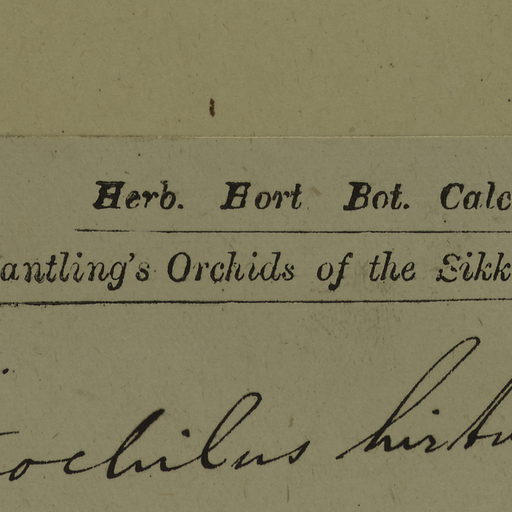 Herb. Hort Bot. Calc
antling's Orchids of the Sikk
ochilus hirtu